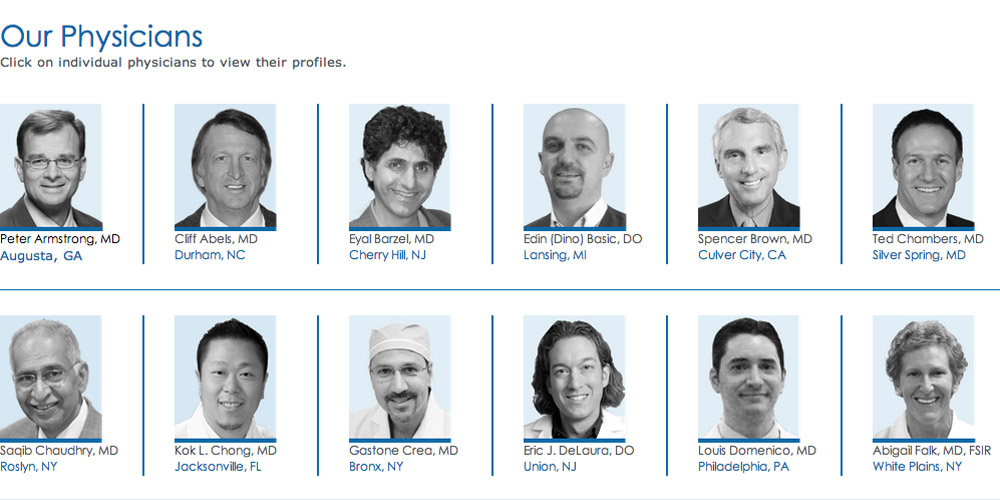 Our Physicians
Click on individual physicians to view their profiles.
Peter Armstrong, MD
Augusta, GA
Cliff Abels, MD
Durham, NC
Eyal Barzel, MD
Cherry Hill, NJ
Edin (Dino) Basic, DO
Lansing, MI
Spencer Brown, MD
Culver City, CA
Ted Chambers, MD
Silver Spring, MD
Saqib Chaudhry, MD
Roslyn, NY
Kok L. Chong, MD
Jacksonville, FL
Gastone Crea, MD
Bronx, NY
Eric J. DeLaura, DO
Union, NJ
Louis Domenico, MD
Philadelphia, PA
Abigail Falk, MD, FSIR
White Plains, NY